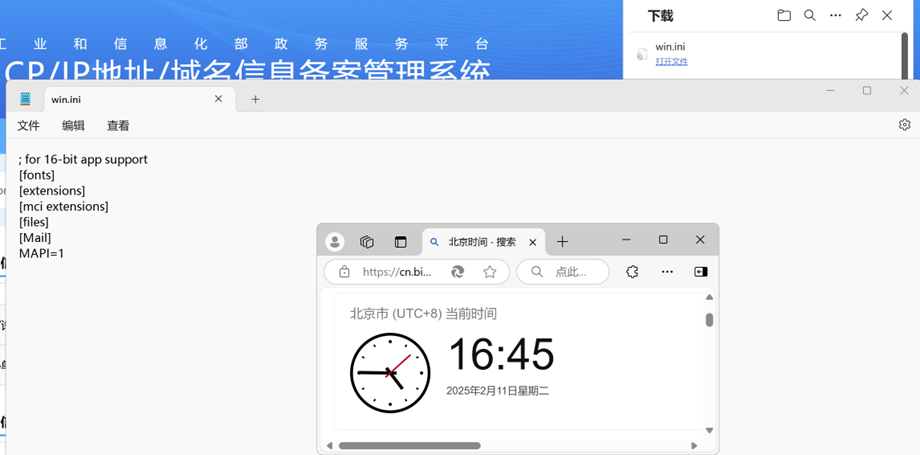 工业和信息化部政务服务平台
CP/IP地址/域名信息备案管理系统
下载
win.ini
打开文件
win.ini
文件 编辑 查看
; for 16-bit app support
[fonts]
[extensions]
[mci extensions]
[files]
[Mail]
MAPI=1
北京时间 - 搜索
https://cn.bi...
点此...
北京市 (UTC+8) 当前时间
16:45
2025年2月11日星期二